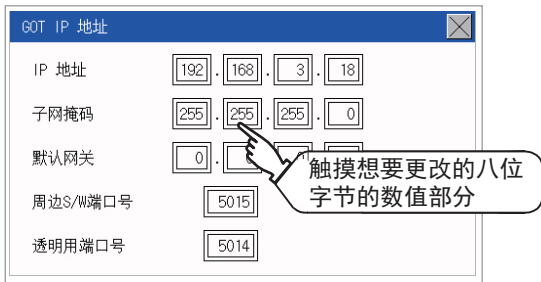 GOT IP 地址
IP 地址 192 . 168 . 3 . 18
子网掩码 255 . 255 . 255 . 0
默认网关 0 .
周边S/W端口号 5015
透明用端口号 5014
触摸想要更改的八位
字节的数值部分